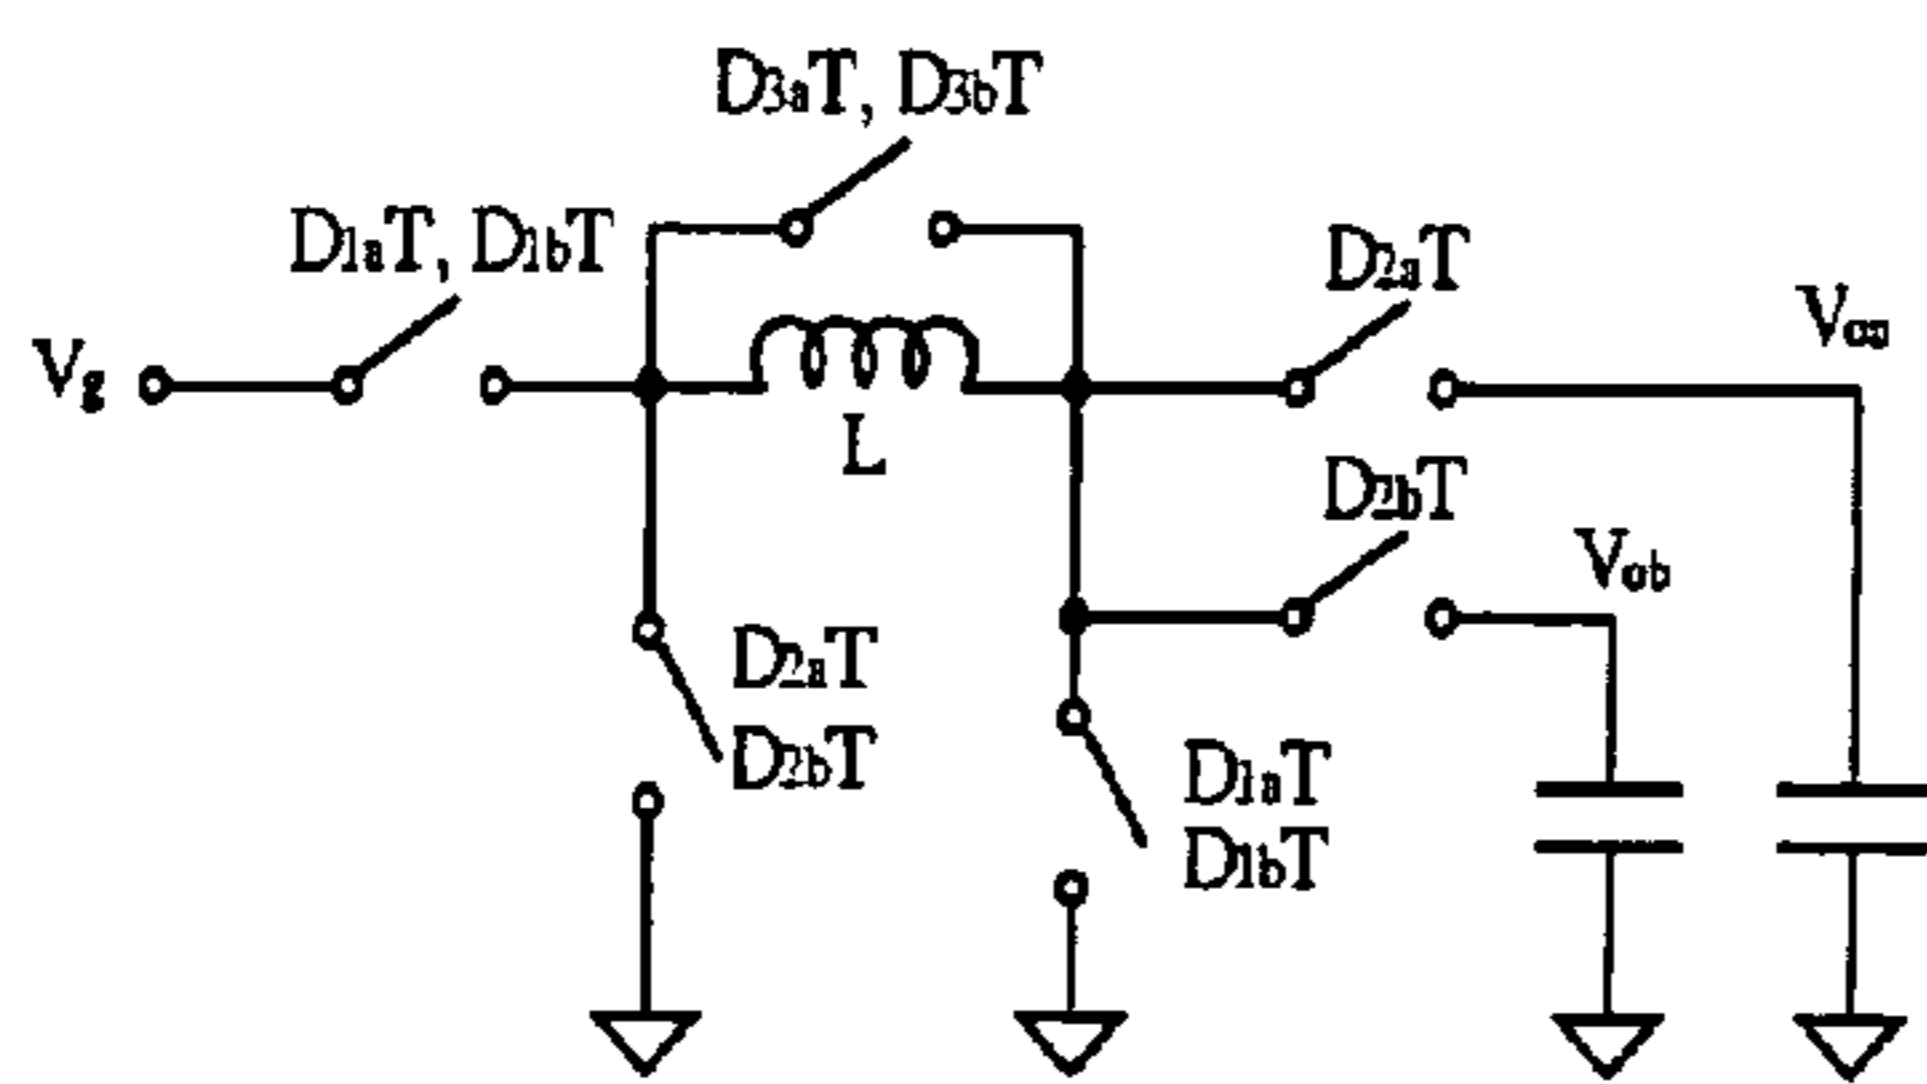 D3aT, D3bT
D1aT, D1bT
D2aT
Voa
Vg
L
D2bT
Vob
D2aT
D2bT
D1aT
D1bT